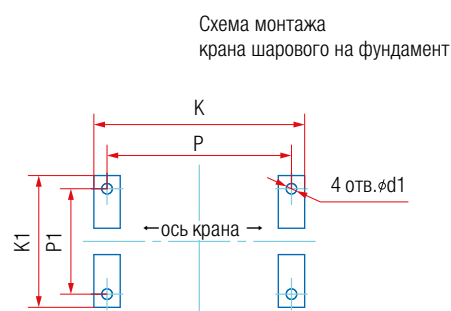 Схема монтажа
крана шарового на фундамент
K
P
4 отв.⌀d1
K1
P1
←ось крана→